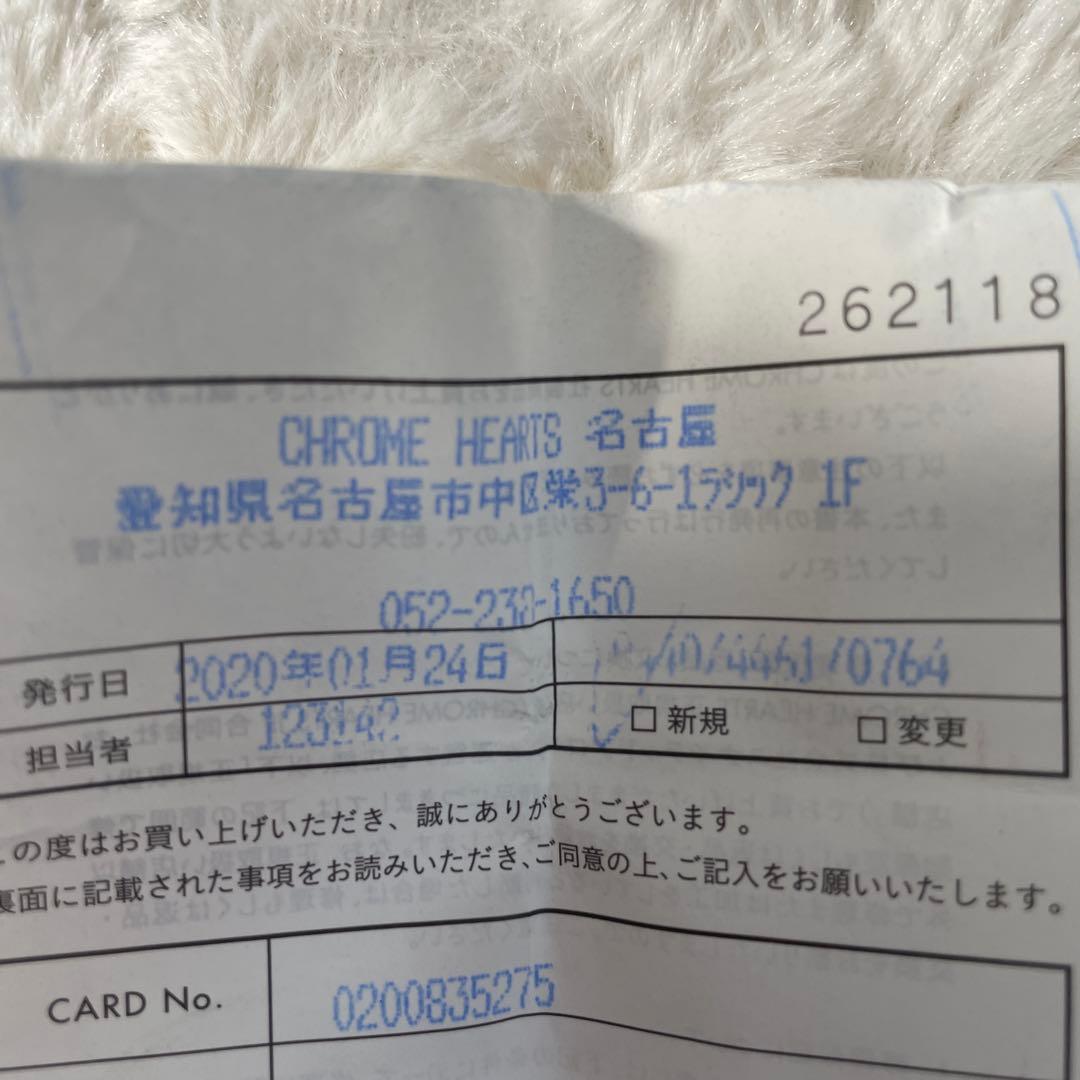 262118
CHROME HEARTS 名古屋
愛知県名古屋市中区栄3-6-1ラシック 1F
052-238-1650
発行日 2020年01月24日 /0764
担当者 □新規 □変更
この度はお買い上げいただき、誠にありがとうございます。
裏面に記載された事項をお読みいただき、ご同意の上、ご記入をお願いいたします。
CARD No. 0200835275